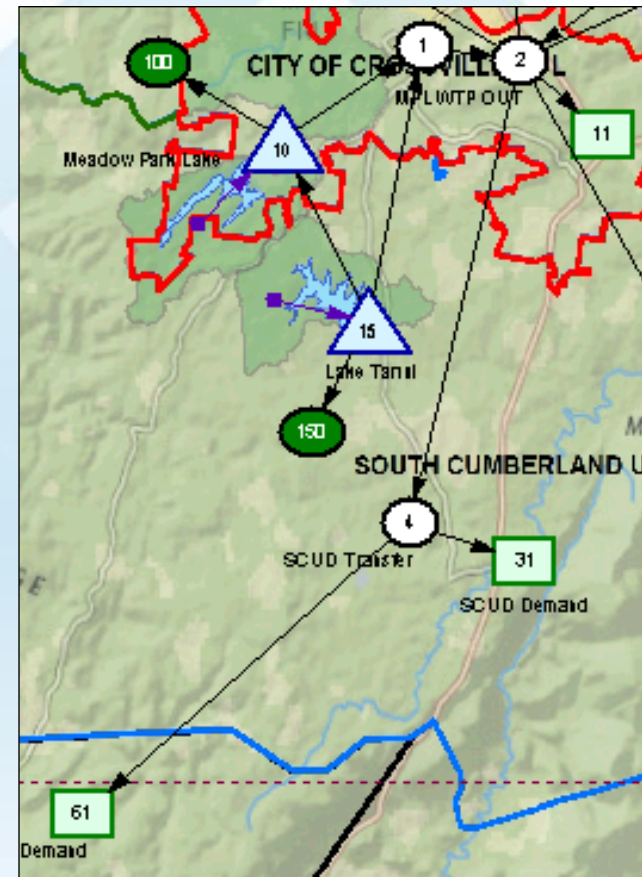 100
1
2
CITY OF CRO
MPLWTP OUT
11
10
Meadow Park Lake
15
Lake Tansi
150
SOUTH CUMBERLAND U
4
SCUD Transfer
31
SCUD Demand
GE
61
Demand